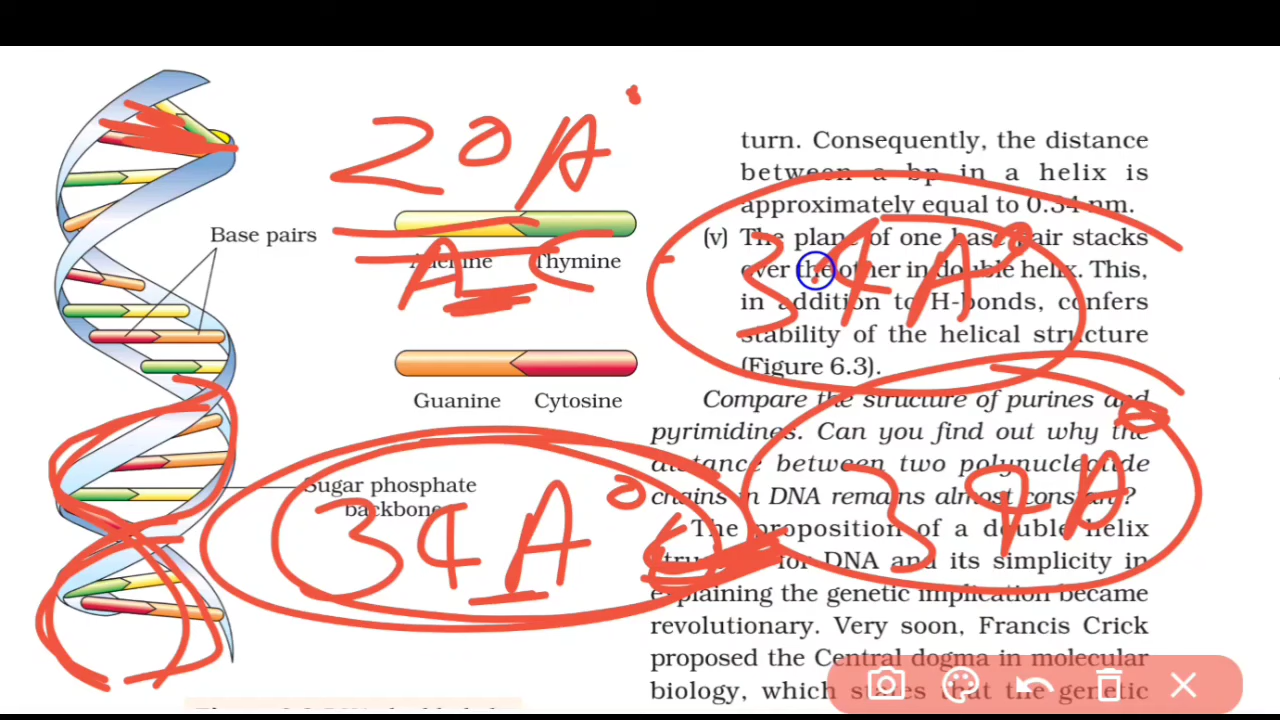 20 A°
Base pairs
Adenine Thymine
A
Guanine Cytosine
Sugar phosphate
backbone
34 A°
turn. Consequently, the distance
between a bp in a helix is
approximately equal to 0.34 nm.
(v) The plane of one base pair stacks
over the other in double helix. This,
in addition to H-bonds, confers
stability of the helical structure
(Figure 6.3).
34 A°
Compare the structure of purines and
pyrimidines. Can you find out why the
distance between two polynucleotide
chains in DNA remains almost constant?
34 A°
The proposition of a double helix
for DNA and its simplicity in
explaining the genetic implication became
revolutionary. Very soon, Francis Crick
proposed the Central dogma in molecular
biology, which states that the genetic